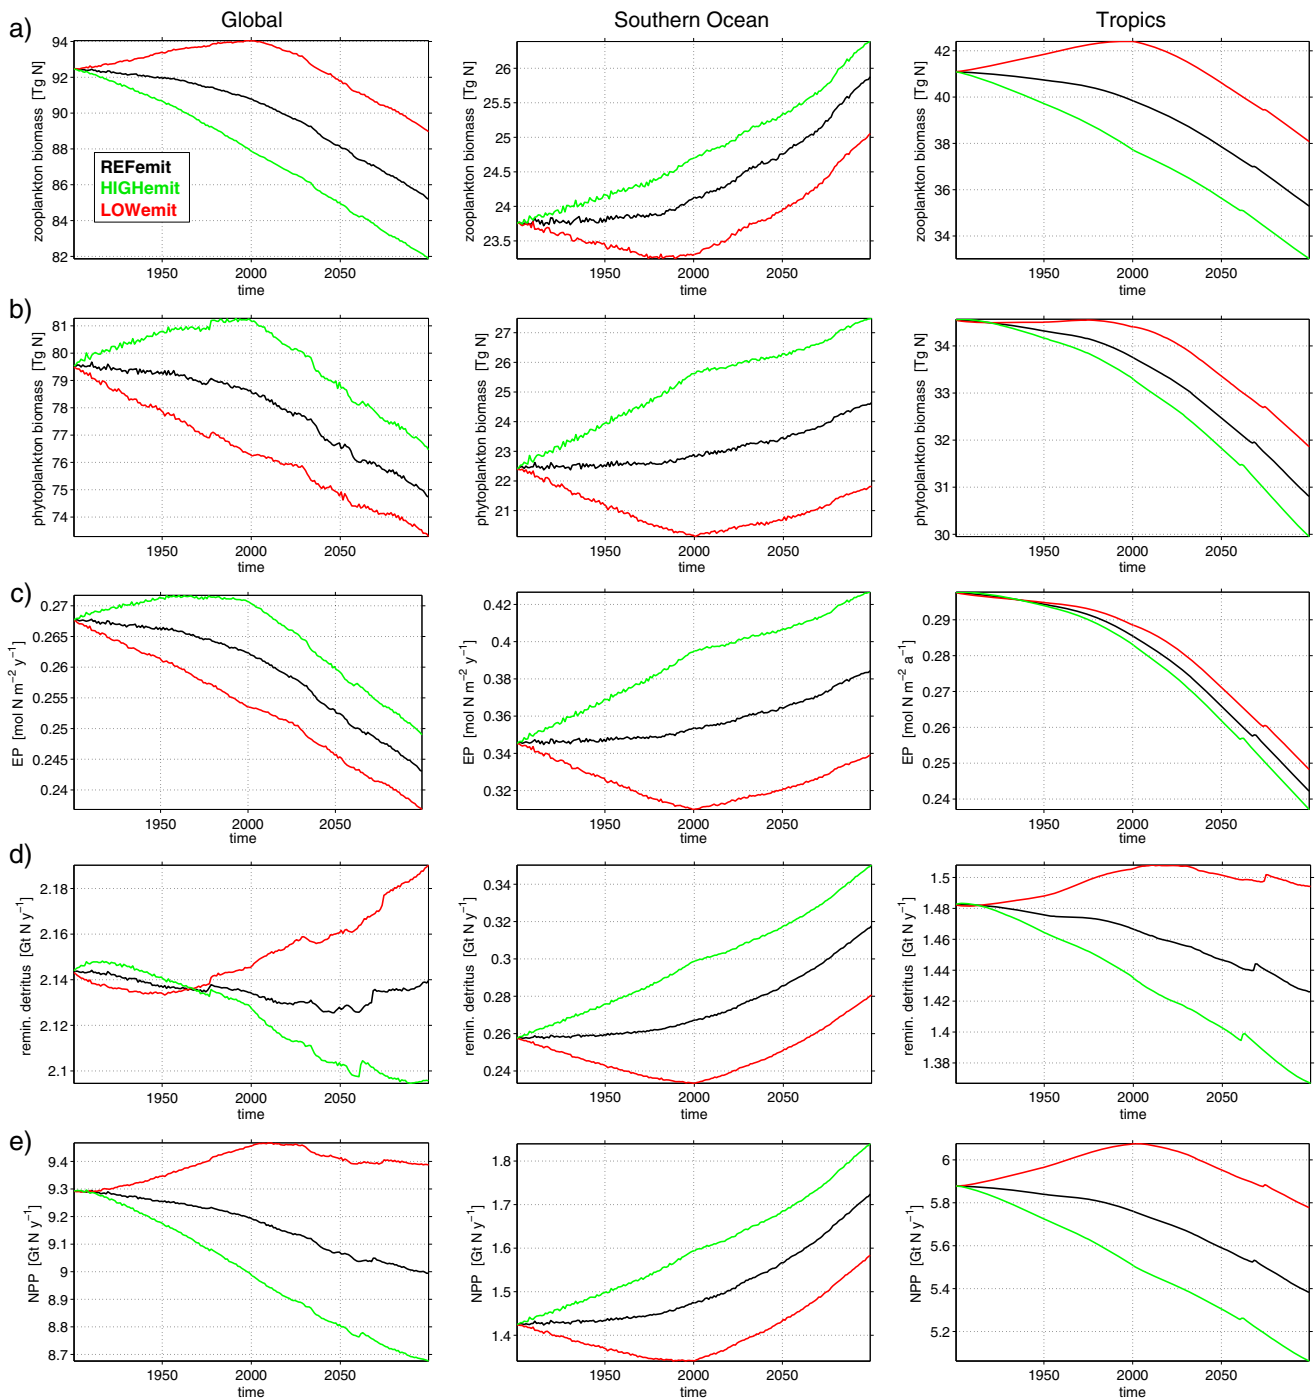 Global Southern Ocean Tropics
a)
zooplankton biomass [Tg N]
94
92
90
88
86
84
82
REFemit
HIGHemit
LOWemit
1950 2000 2050
time
zooplankton biomass [Tg N]
26
25.5
25
24.5
24
23.5
1950 2000 2050
time
zooplankton biomass [Tg N]
42
40
38
36
34
1950 2000 2050
time
b)
phytoplankton biomass [Tg N]
81
80
79
78
77
76
75
74
1950 2000 2050
time
phytoplankton biomass [Tg N]
27
26
25
24
23
22
21
1950 2000 2050
time
phytoplankton biomass [Tg N]
34
33
32
31
30
1950 2000 2050
time
c)
EP [mol N m−2 y−1]
0.27
0.265
0.26
0.255
0.25
0.245
0.24
1950 2000 2050
time
EP [mol N m−2 y−1]
0.42
0.4
0.38
0.36
0.34
0.32
1950 2000 2050
time
EP [mol N m−2 a−1]
0.29
0.28
0.27
0.26
0.25
0.24
1950 2000 2050
time
d)
remin. detritus [Gt N y−1]
2.18
2.16
2.14
2.12
2.1
1950 2000 2050
time
remin. detritus [Gt N y−1]
0.34
0.32
0.3
0.28
0.26
0.24
1950 2000 2050
time
remin. detritus [Gt N y−1]
1.5
1.48
1.46
1.44
1.42
1.4
1.38
1950 2000 2050
time
e)
NPP [Gt N y−1]
9.4
9.3
9.2
9.1
9
8.9
8.8
8.7
1950 2000 2050
time
NPP [Gt N y−1]
1.8
1.7
1.6
1.5
1.4
1950 2000 2050
time
NPP [Gt N y−1]
6
5.8
5.6
5.4
5.2
1950 2000 2050
time